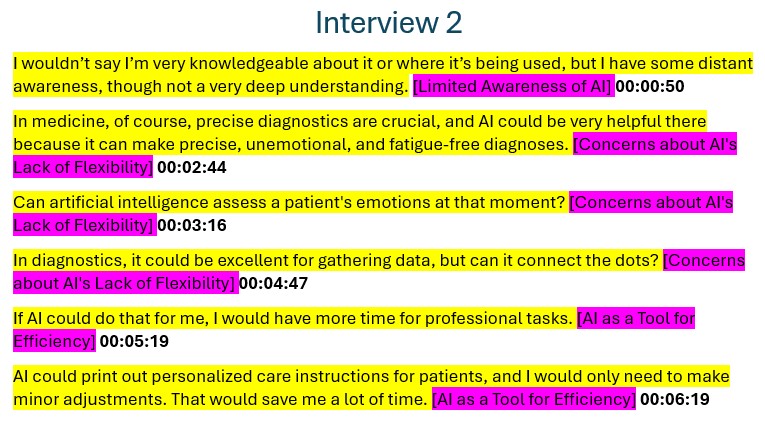 Interview 2
I wouldn’t say I’m very knowledgeable about it or where it’s being used, but I have some distant
awareness, though not a very deep understanding. [Limited Awareness of AI] 00:00:50
In medicine, of course, precise diagnostics are crucial, and AI could be very helpful there
because it can make precise, unemotional, and fatigue-free diagnoses. [Concerns about AI's
Lack of Flexibility] 00:02:44
Can artificial intelligence assess a patient's emotions at that moment? [Concerns about AI's
Lack of Flexibility] 00:03:16
In diagnostics, it could be excellent for gathering data, but can it connect the dots? [Concerns
about AI's Lack of Flexibility] 00:04:47
If AI could do that for me, I would have more time for professional tasks. [AI as a Tool for
Efficiency] 00:05:19
AI could print out personalized care instructions for patients, and I would only need to make
minor adjustments. That would save me a lot of time. [AI as a Tool for Efficiency] 00:06:19